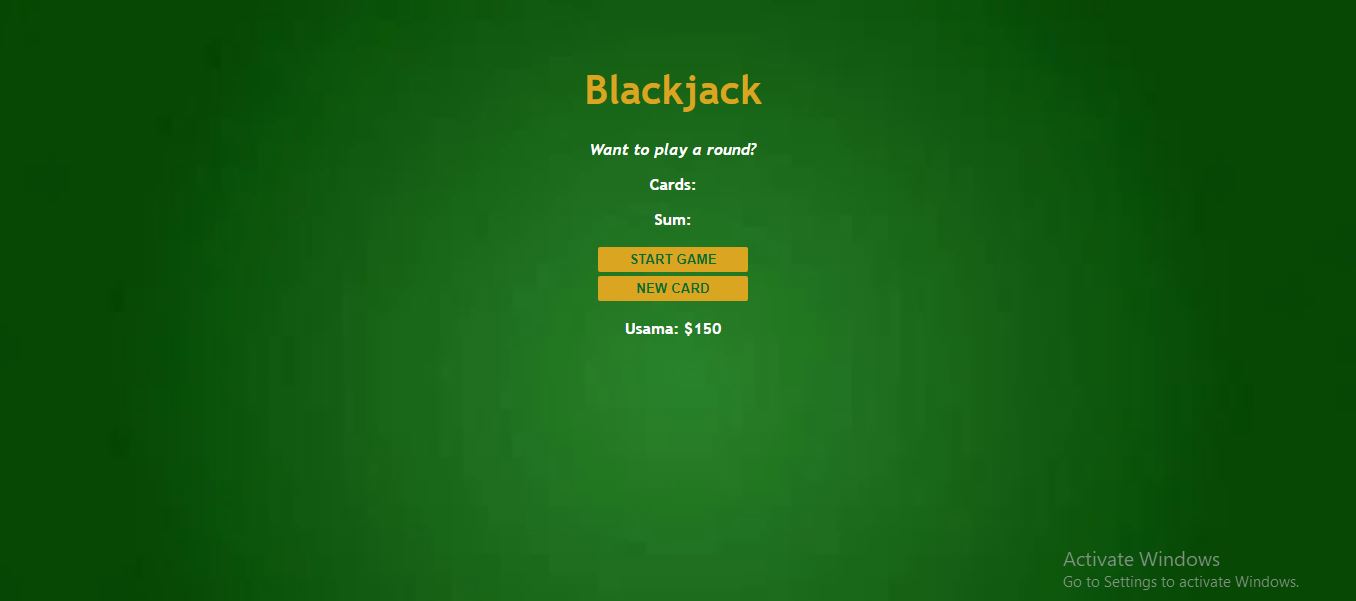 Blackjack
Want to play a round?
Cards:
Sum:
START GAME
NEW CARD
Usama: $150
Activate Windows
Go to Settings to activate Windows.